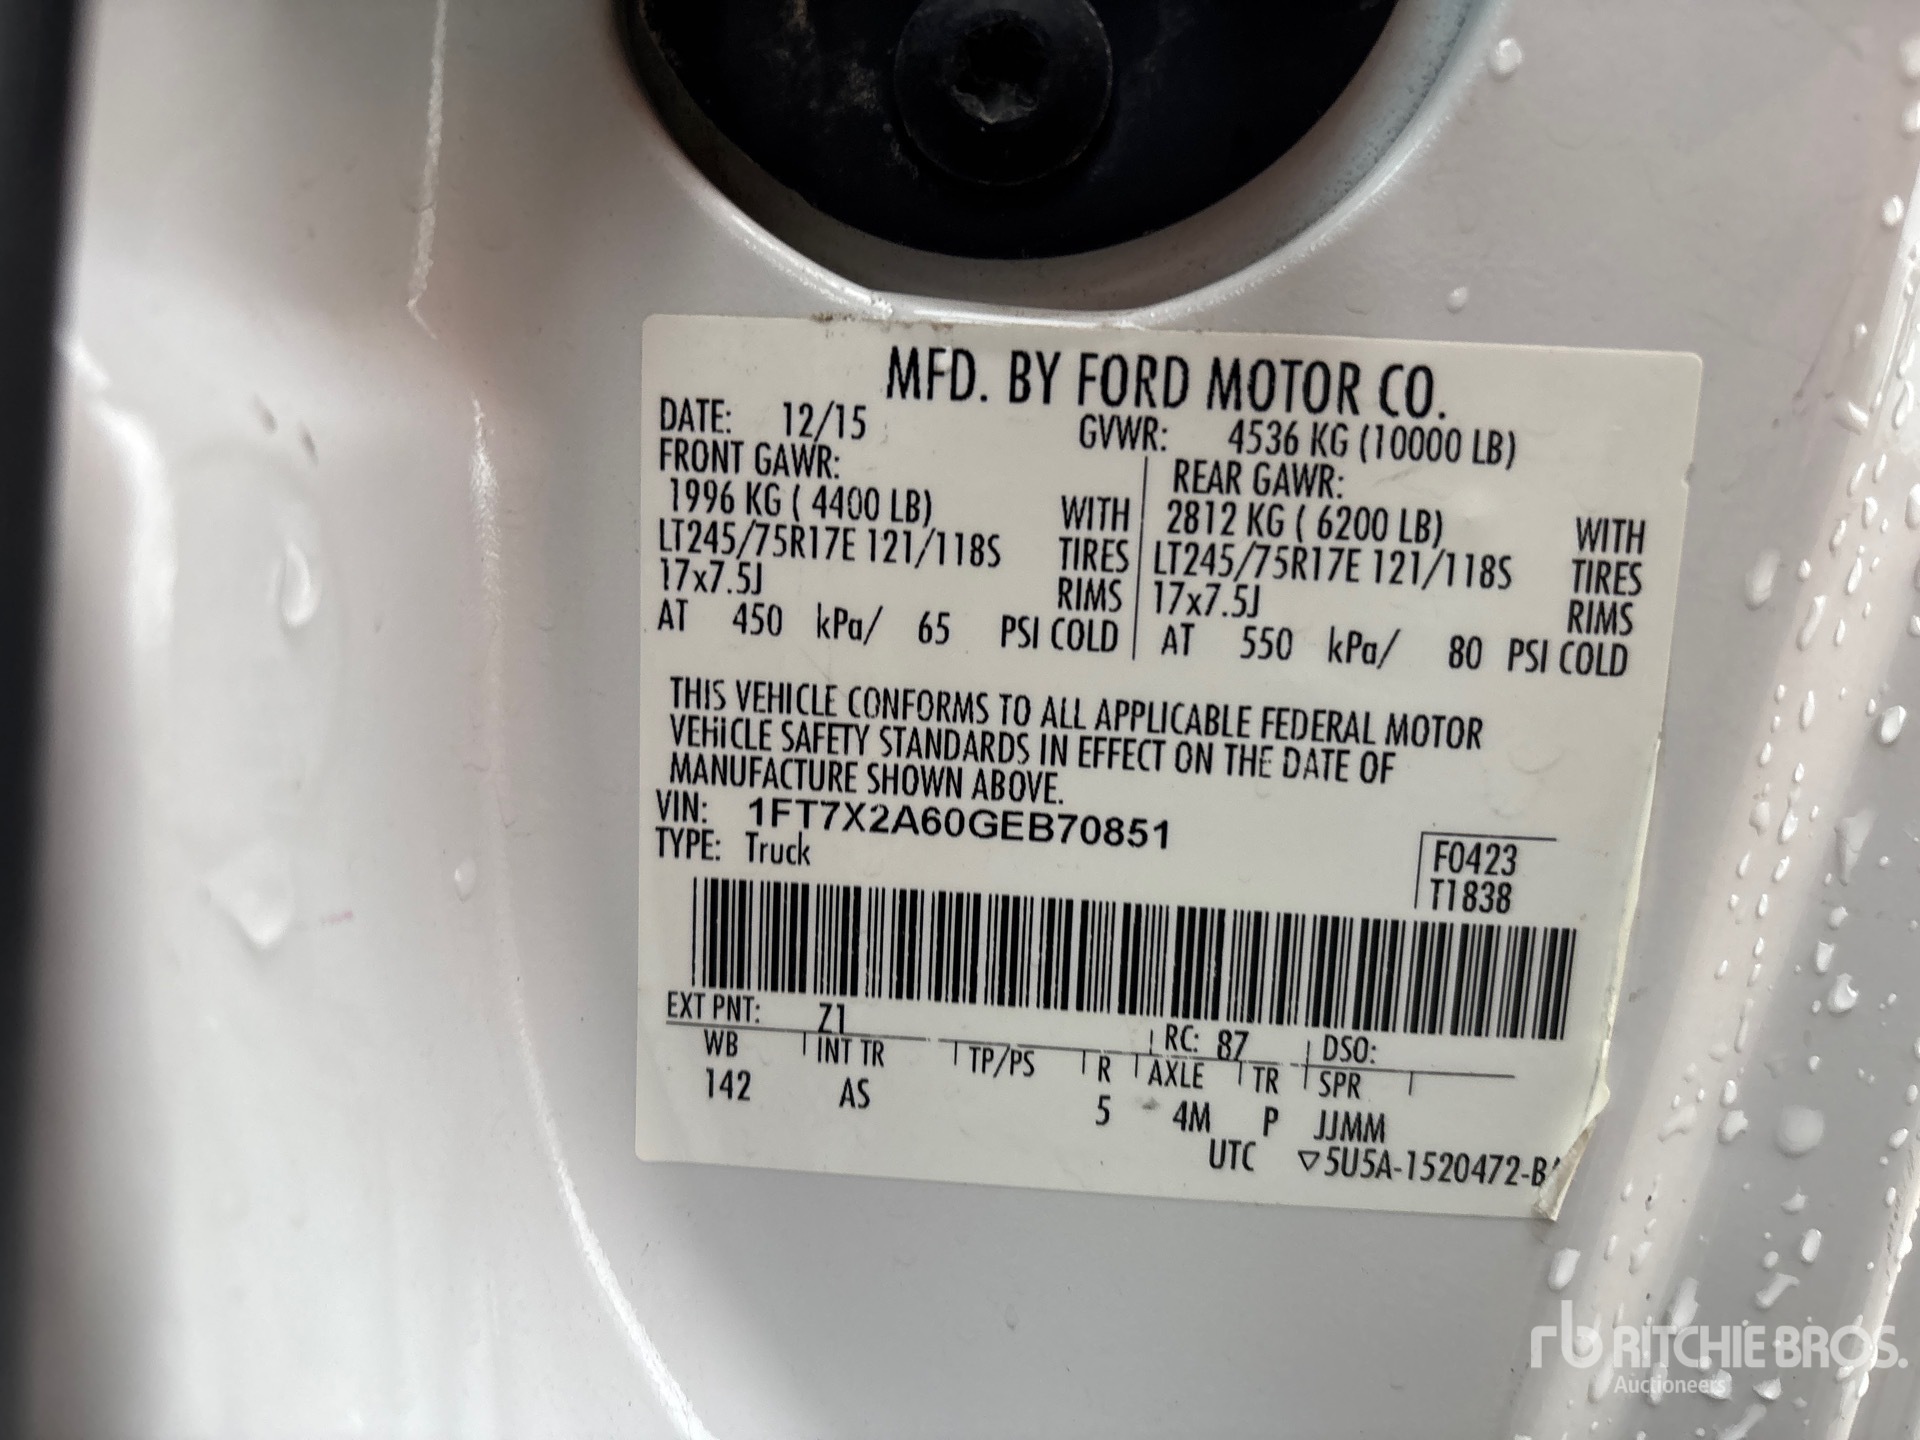 MFD. BY FORD MOTOR CO.
DATE: 12/15 GVWR: 4536 KG (10000 LB)
FRONT GAWR: REAR GAWR:
1996 KG ( 4400 LB) WITH 2812 KG ( 6200 LB) WITH
LT245/75R17E 121/118S TIRES LT245/75R17E 121/118S TIRES
17x7.5J RIMS 17x7.5J RIMS
AT 450 kPa/ 65 PSI COLD AT 550 kPa/ 80 PSI COLD
THIS VEHICLE CONFORMS TO ALL APPLICABLE FEDERAL MOTOR
VEHICLE SAFETY STANDARDS IN EFFECT ON THE DATE OF
MANUFACTURE SHOWN ABOVE.
VIN: 1FT7X2A60GEB70851
TYPE: Truck F0423
T1838
EXT PNT: Z1 RC: 87 DSO:
WB INT TR TP/PS R AXLE TR SPR
142 AS 5 4M P JJMM
UTC ▽5U5A-1520472-B
rb RITCHIE BROS.
Auctioneers